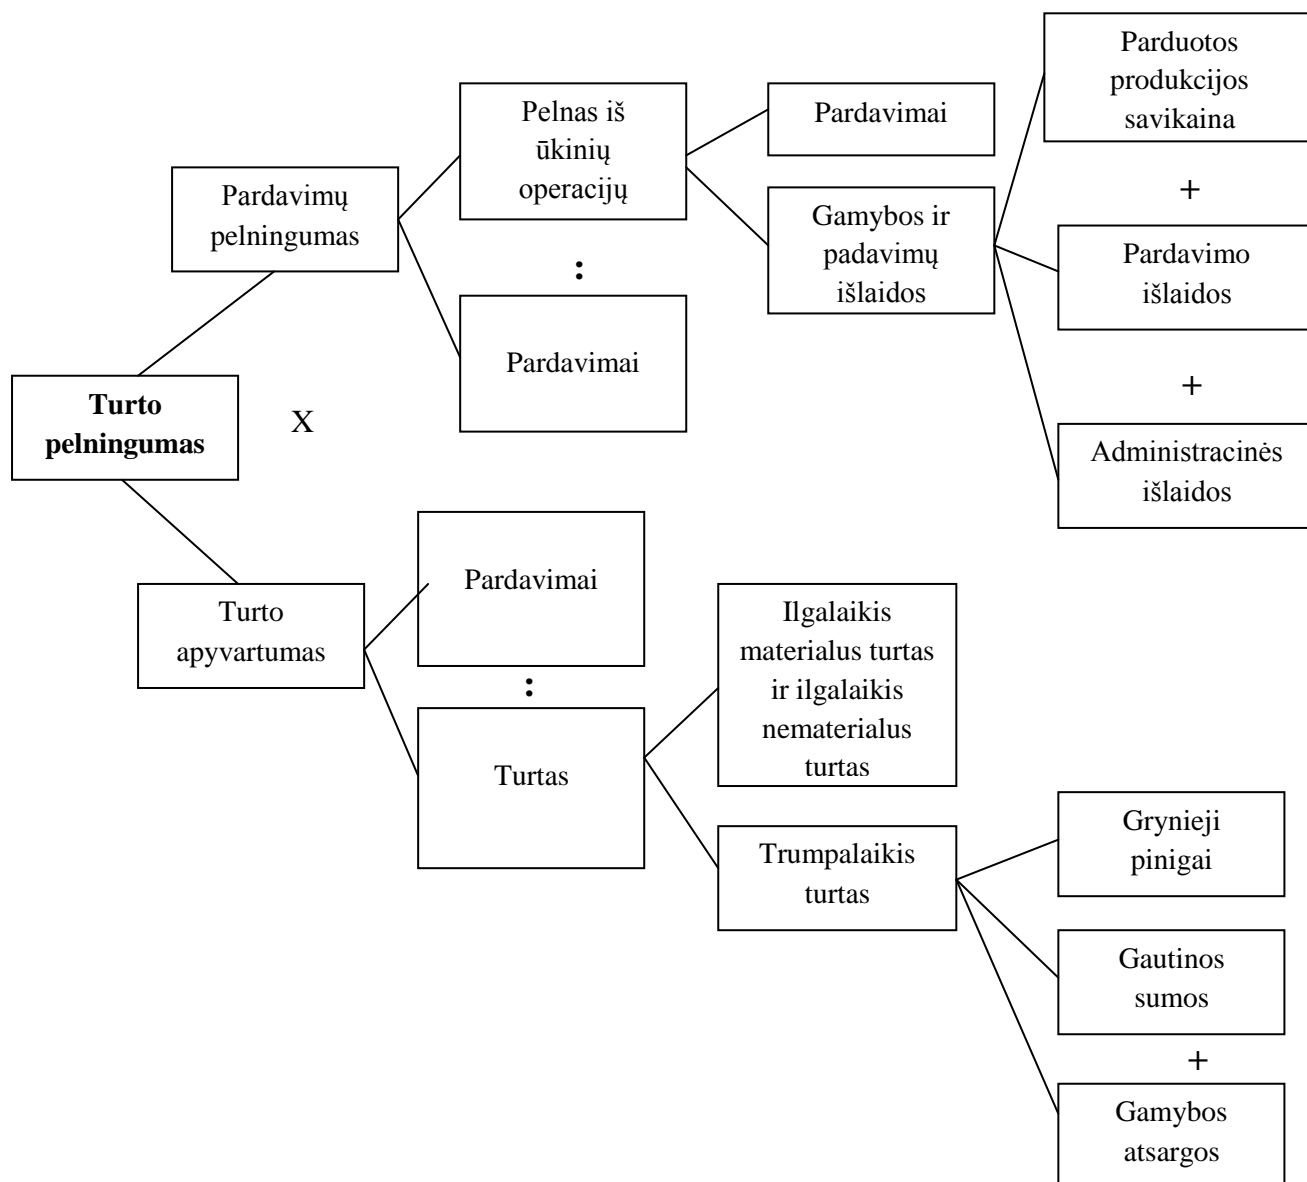 Parduotos
produkcijos
savikaina
Pelnas iš
ūkinių
operacijų
Pardavimai
+
Pardavimų
pelningumas
Gamybos ir
padavimų
išlaidos
Pardavimo
išlaidos
:
Pardavimai
+
Turto
pelningumas
X
Administracinės
išlaidos
Pardavimai
Turto
apyvartumas
Ilgalaikis
materialus turtas
ir ilgalaikis
nematerialus
turtas
:
Turtas
Trumpalaikis
turtas
Grynieji
pinigai
Gautinos
sumos
+
Gamybos
atsargos